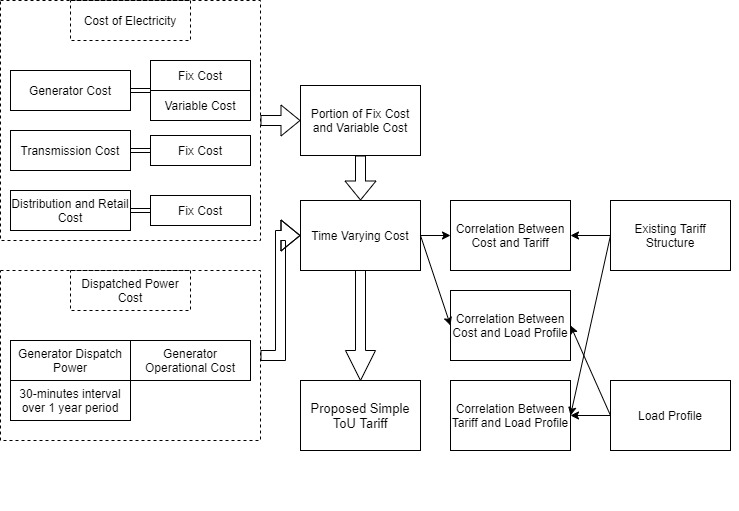 Cost of Electricity
Generator Cost
Fix Cost
Variable Cost
Transmission Cost
Fix Cost
Distribution and Retail
Cost
Fix Cost
Portion of Fix Cost
and Variable Cost
Time Varying Cost
Correlation Between
Cost and Tariff
Existing Tariff
Structure
Dispatched Power
Cost
Generator Dispatch
Power
Generator
Operational Cost
30-minutes interval
over 1 year period
Correlation Between
Cost and Load Profile
Proposed Simple
ToU Tariff
Correlation Between
Tariff and Load Profile
Load Profile